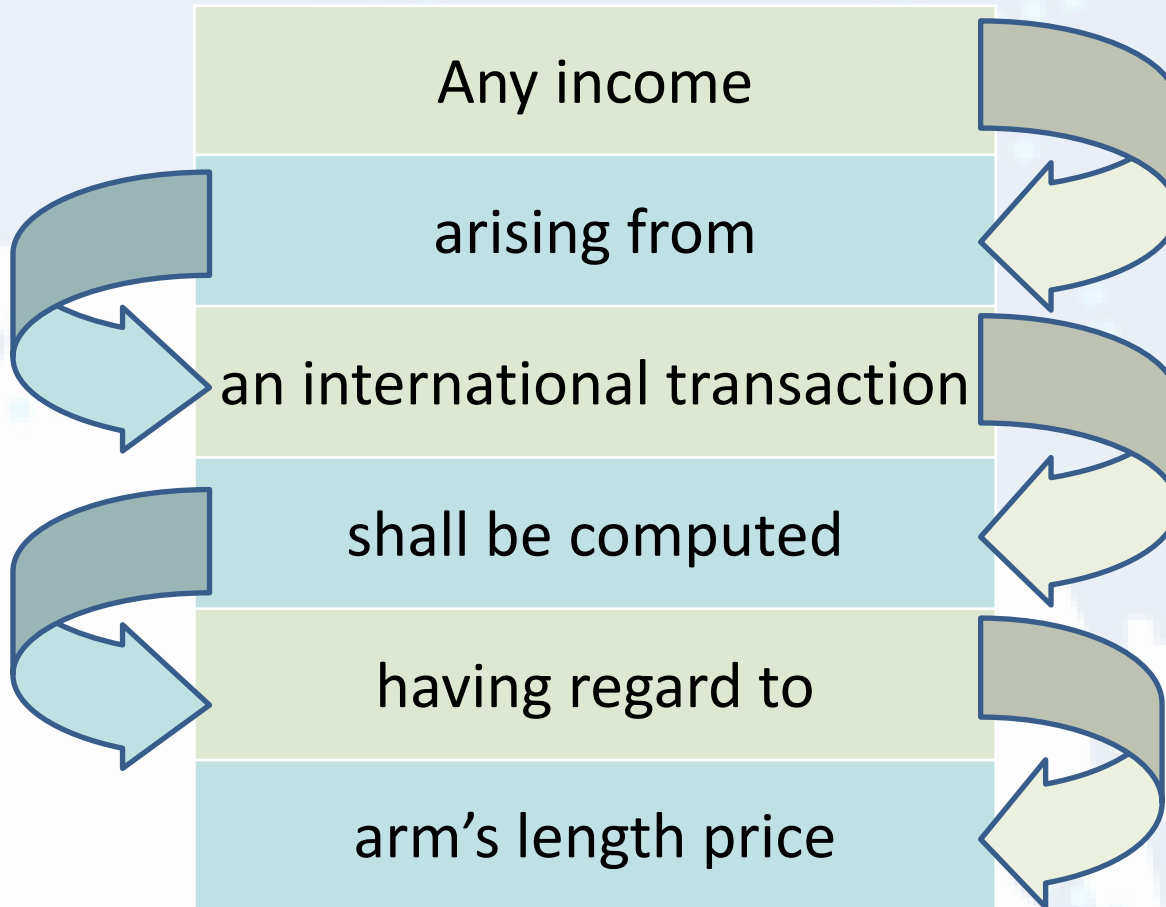 Any income
arising from
an international transaction
shall be computed
having regard to
arm’s length price